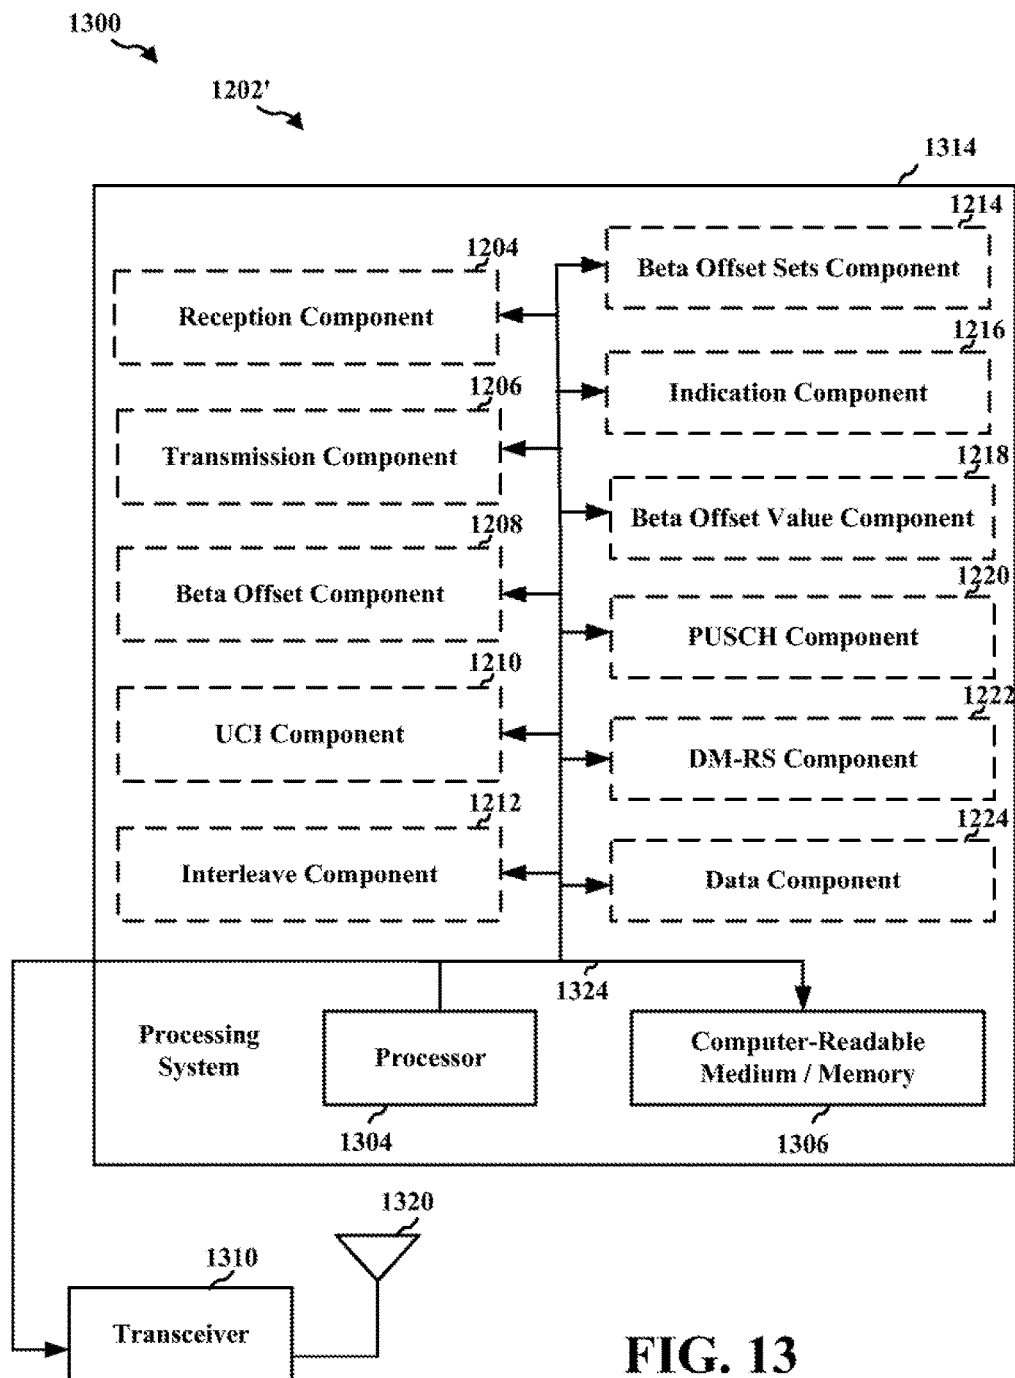 1300
1202'
1314
1204
Reception Component
1206
Transmission Component
1208
Beta Offset Component
1210
UCI Component
1212
Interleave Component
1214
Beta Offset Sets Component
1216
Indication Component
1218
Beta Offset Value Component
1220
PUSCH Component
1222
DM-RS Component
1224
Data Component
1324
Processing
System
Processor
1304
Computer-Readable
Medium / Memory
1306
1320
1310
Transceiver
FIG. 13